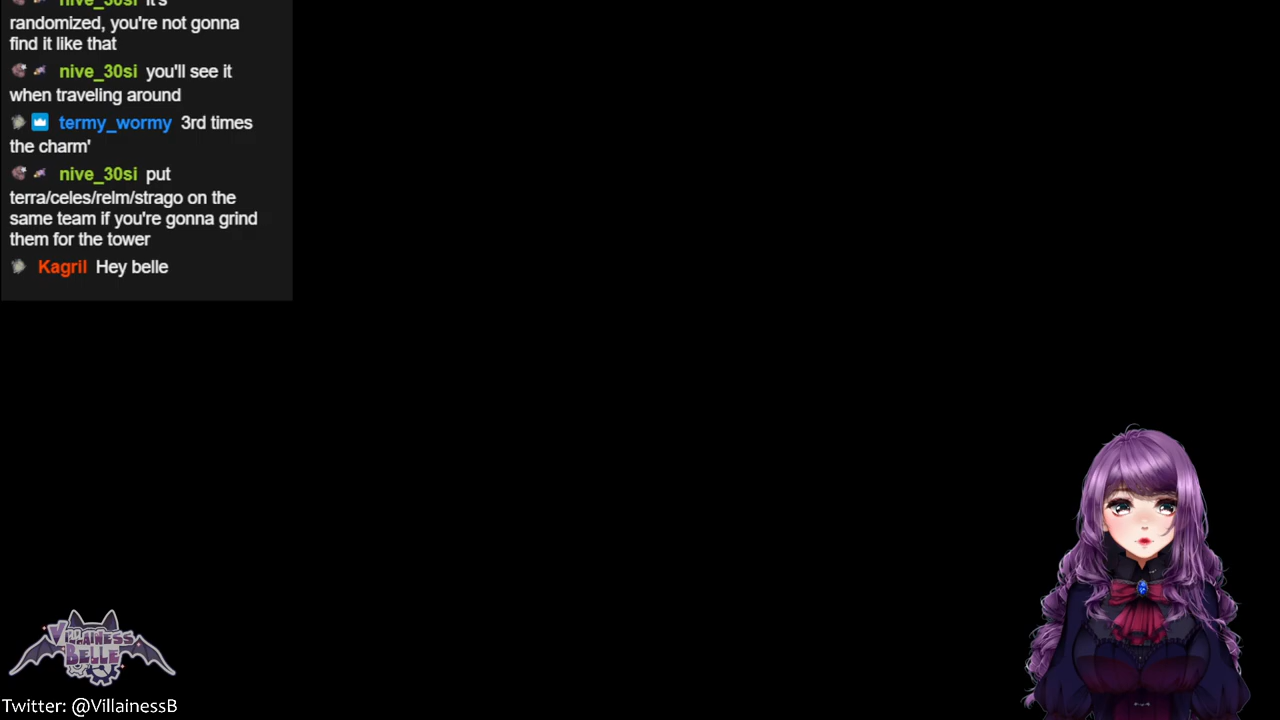 nive_30si it's
randomized, you're not gonna
find it like that
nive_30si you'll see it
when traveling around
termy_wormy 3rd times
the charm'
nive_30si put
terra/celes/relm/strago on the
same team if you're gonna grind
them for the tower
Kagril Hey belle
VILLAINESS
BELLE
Twitter: @VillainessB